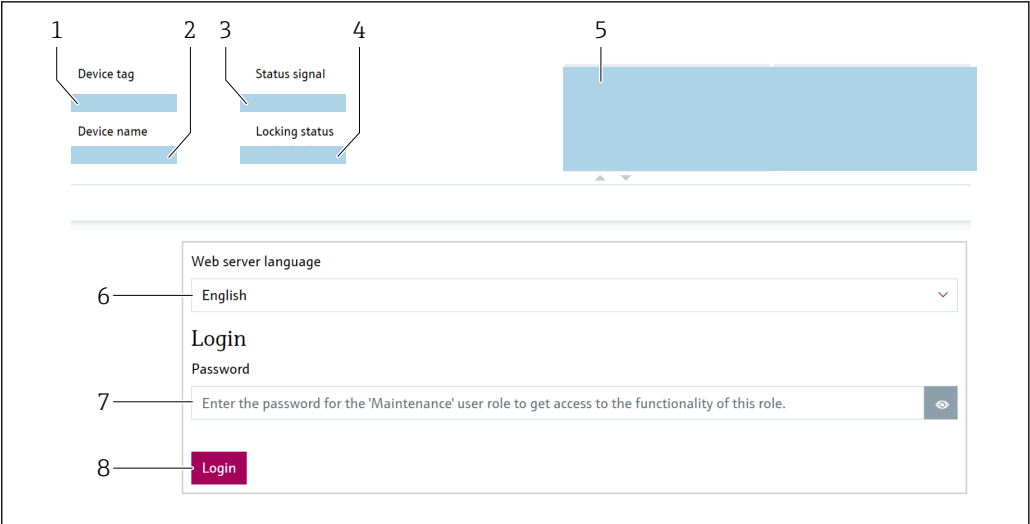 1 2 3 4 5
Device tag Status signal
Device name Locking status
Web server language
6 English
Login
Password
7 Enter the password for the 'Maintenance' user role to get access to the functionality of this role.
8 Login